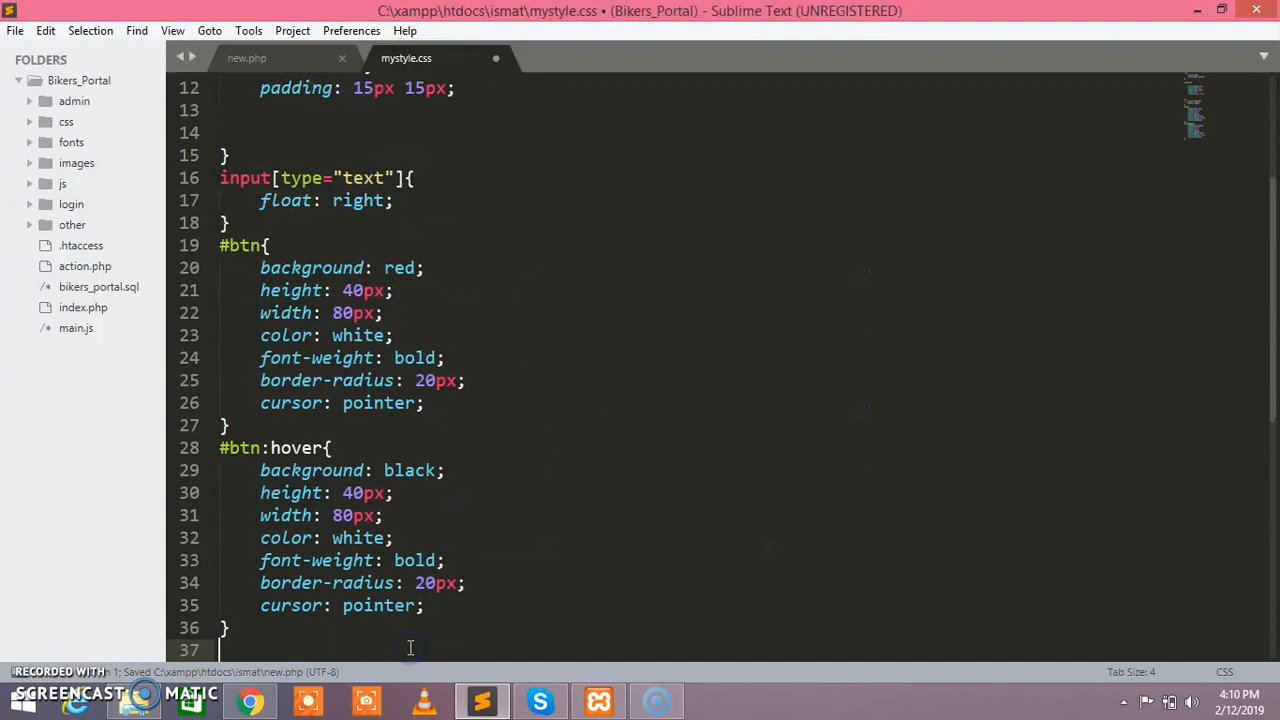 C:\xampp\htdocs\ismat\mystyle.css • (Bikers_Portal) - Sublime Text (UNREGISTERED)
File Edit Selection Find View Goto Tools Project Preferences Help
FOLDERS
Bikers_Portal
admin
css
fonts
images
js
login
other
.htaccess
action.php
/* bikers_portal.sql
index.php
/* main.js
new.php
mystyle.css
12 padding: 15px 15px;
13
14
15 }
16 input[type="text"]{
17 float: right;
18 }
19 #btn{
20 background: red;
21 height: 40px;
22 width: 80px;
23 color: white;
24 font-weight: bold;
25 border-radius: 20px;
26 cursor: pointer;
27 }
28 #btn:hover{
29 background: black;
30 height: 40px;
31 width: 80px;
32 color: white;
33 font-weight: bold;
34 border-radius: 20px;
35 cursor: pointer;
36 }
37
1; Saved C:\xampp\htdocs\ismat\new.php (UTF-8)
Tab Size: 4
CSS
RECORDED WITH
SCREENCAST MATIC
4:10 PM
2/12/2019